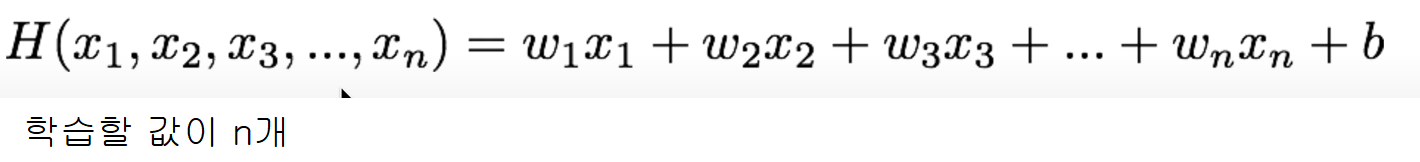 H(x₁, x₂, x₃, ..., xₙ) = w₁x₁ + w₂x₂ + w₃x₃ + ... + wₙxₙ + b
학습할 값이 n개